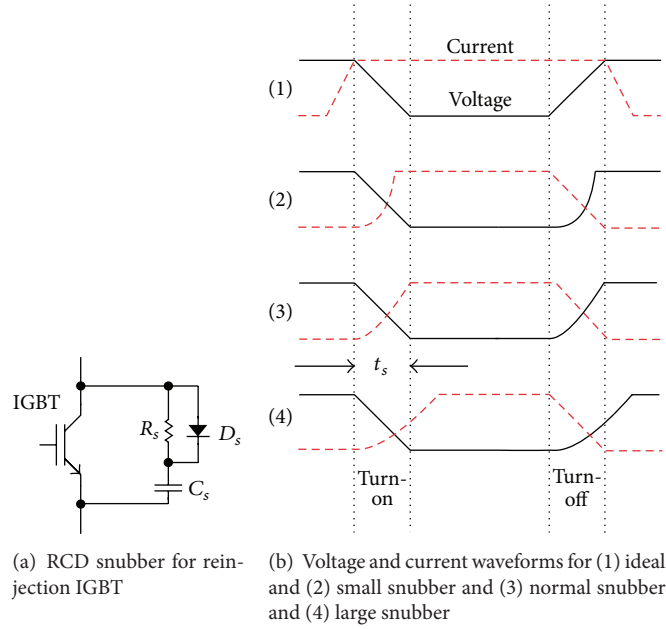 Current
(1)
Voltage
(2)
(3)
t_s
IGBT
R_s
D_s
C_s
(4)
Turn-
on
Turn-
off
(a) RCD snubber for rein-
jection IGBT
(b) Voltage and current waveforms for (1) ideal
and (2) small snubber and (3) normal snubber
and (4) large snubber